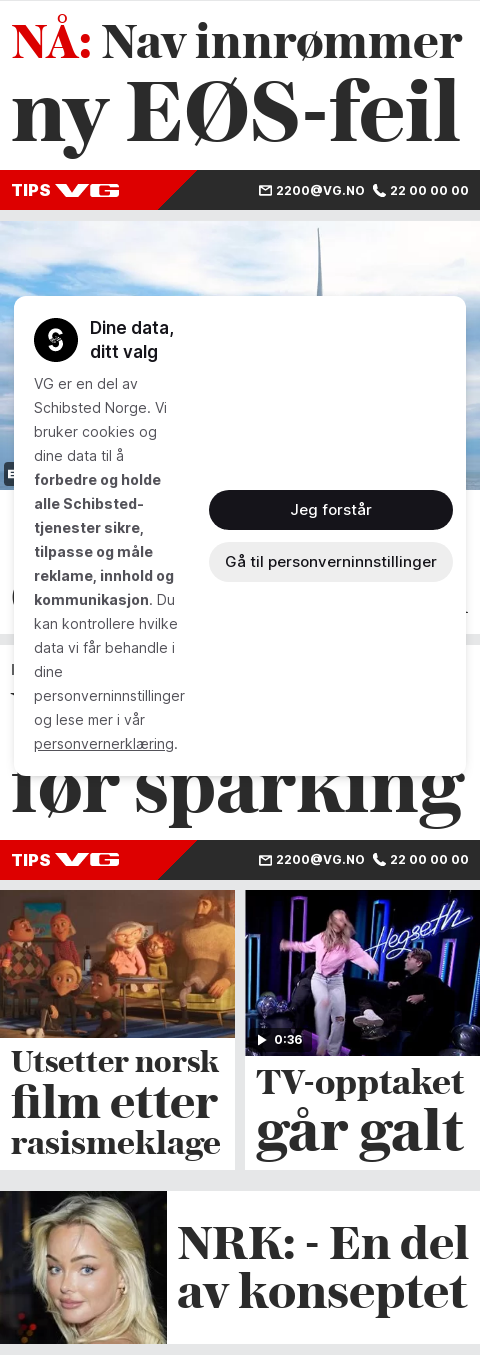 NÅ: Nav innrømmer
ny EØS-feil
TIPS VG 2200@VG.NO 22 00 00 00
Dine data,
ditt valg
VG er en del av
Schibsted Norge. Vi
bruker cookies og
dine data til å
forbedre og holde
alle Schibsted-
tjenester sikre,
tilpasse og måle
reklame, innhold og
kommunikasjon. Du
kan kontrollere hvilke
data vi får behandle i
dine
personverninnstillinger
og lese mer i vår
personvernerklæring.
Jeg forstår
Gå til personverninnstillinger
før sparking
TIPS VG 2200@VG.NO 22 00 00 00
Utsetter norsk
film etter
rasismeklage
Hegseth
0:36
TV-opptaket
går galt
NRK: - En del
av konseptet